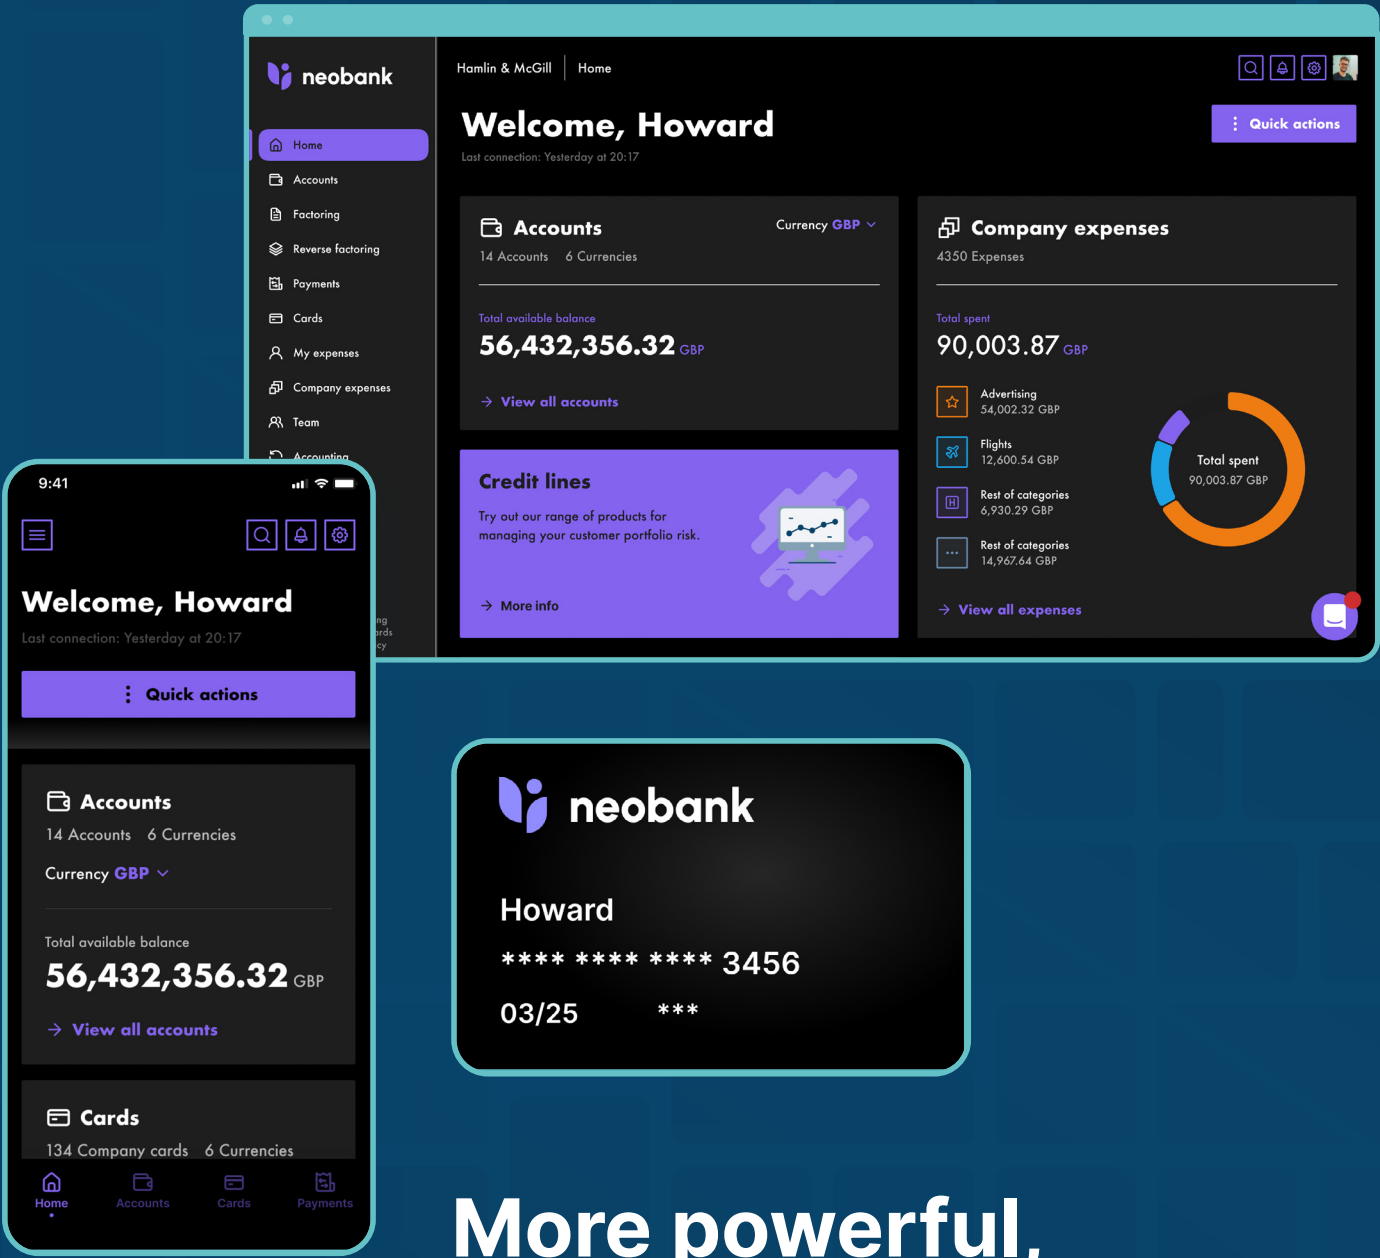 neobank
Hamlin & McGill
Home
Welcome, Howard
Last connection: Yesterday at 20:17
Quick actions
Home
Accounts
Factoring
Reverse factoring
Payments
Cards
My expenses
Company expenses
Team
Accounting
Accounts
Currency GBP
14 Accounts 6 Currencies
Total available balance
56,432,356.32 GBP
→ View all accounts
Credit lines
Try out our range of products for
managing your customer portfolio risk.
→ More info
Company expenses
4350 Expenses
Total spent
90,003.87 GBP
Advertising
54,002.32 GBP
Flights
12,600.54 GBP
Rest of categories
6,930.29 GBP
Rest of categories
14,967.64 GBP
Total spent
90,003.87 GBP
→ View all expenses
9:41
Welcome, Howard
Last connection: Yesterday at 20:17
Quick actions
Accounts
14 Accounts 6 Currencies
Currency GBP
Total available balance
56,432,356.32 GBP
→ View all accounts
Cards
134 Company cards 6 Currencies
Home
Accounts
Cards
Payments
neobank
Howard
**** **** **** 3456
03/25 ***
More powerful,